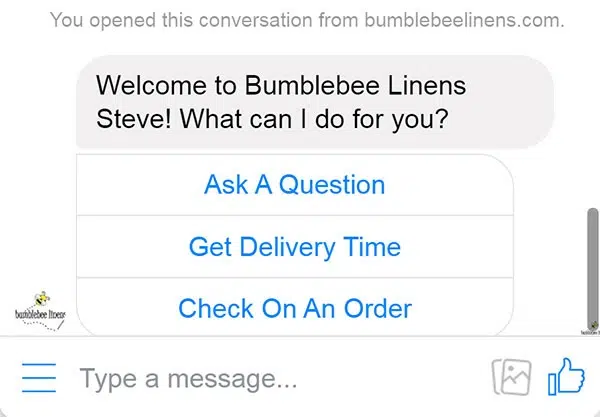 You opened this conversation from bumblebeelinens.com.
Welcome to Bumblebee Linens
Steve! What can I do for you?
Ask A Question
Get Delivery Time
Check On An Order
bumblebee linens
Type a message...